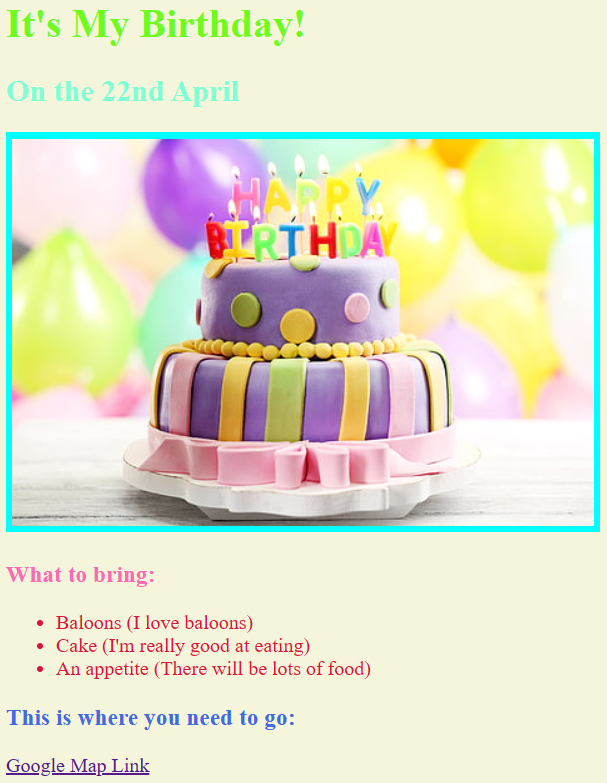 It's My Birthday!
On the 22nd April
HAPPY
BIRTHDAY
What to bring:
Baloons (I love baloons)
Cake (I'm really good at eating)
An appetite (There will be lots of food)
This is where you need to go:
Google Map Link